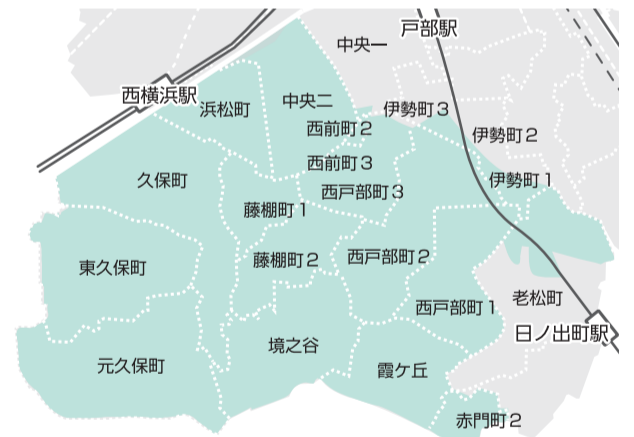 戸部駅
中央一
西横浜駅
浜松町
中央二
伊勢町3
西前町2
伊勢町2
西前町3
久保町
伊勢町1
西戸部町3
藤棚町1
東久保町
藤棚町2
西戸部町2
老松町
西戸部町1
日ノ出町駅
境之谷
元久保町
霞ケ丘
赤門町2